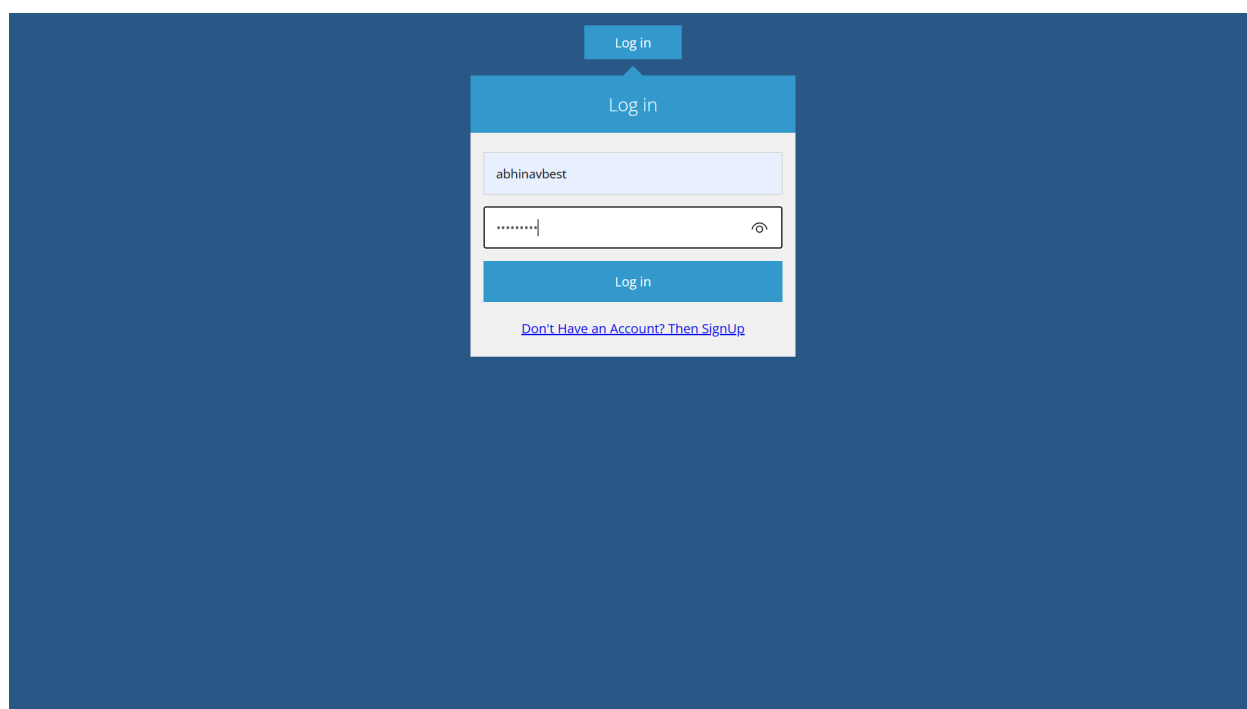 Log in
Log in
abhinavbest
•••••••••
Log in
Don't Have an Account? Then SignUp